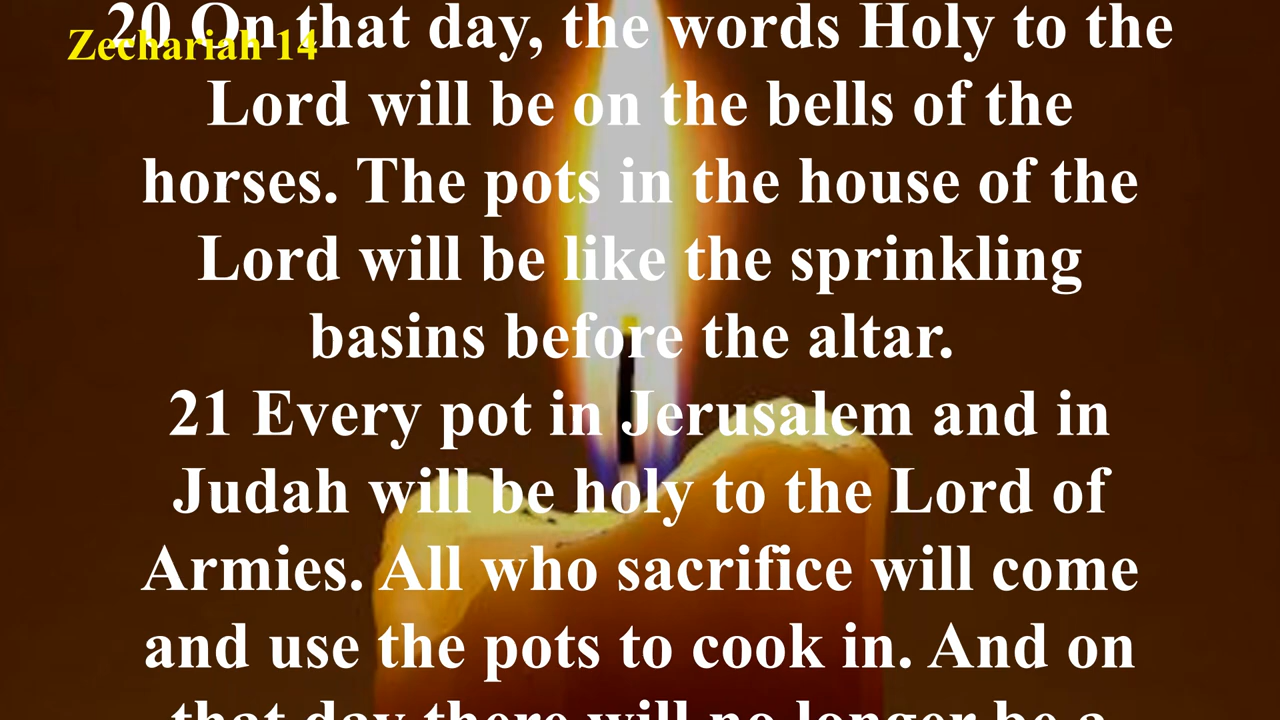 Zechariah 14
20 On that day, the words Holy to the
Lord will be on the bells of the
horses. The pots in the house of the
Lord will be like the sprinkling
basins before the altar.
21 Every pot in Jerusalem and in
Judah will be holy to the Lord of
Armies. All who sacrifice will come
and use the pots to cook in. And on
that day there will no longer be a